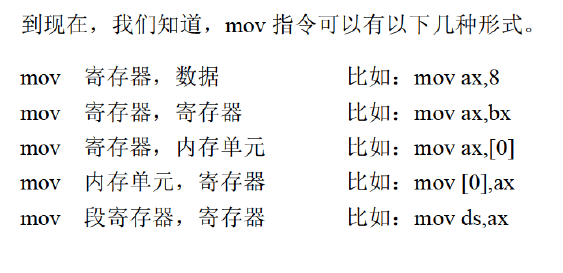 到现在，我们知道，mov 指令可以有以下几种形式。
mov 寄存器，数据 比如：mov ax,8
mov 寄存器，寄存器 比如：mov ax,bx
mov 寄存器，内存单元 比如：mov ax,[0]
mov 内存单元，寄存器 比如：mov [0],ax
mov 段寄存器，寄存器 比如：mov ds,ax